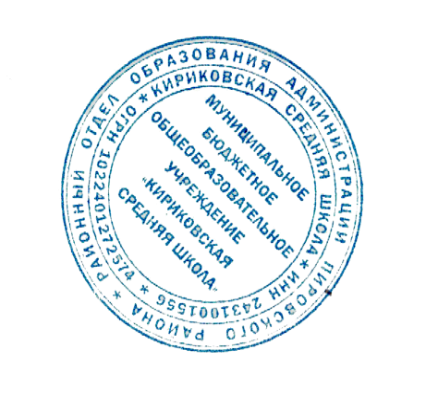 * РАЙОННЫЙ ОТДЕЛ ОБРАЗОВАНИЯ АДМИНИСТРАЦИИ ПИРОВСКОГО РАЙОНА
* КИРИКОВСКАЯ СРЕДНЯЯ ШКОЛА * ИНН 2431001556 * ОГРН 1022401272574
МУНИЦИПАЛЬНОЕ
БЮДЖЕТНОЕ
ОБЩЕОБРАЗОВАТЕЛЬНОЕ
УЧРЕЖДЕНИЕ
"КИРИКОВСКАЯ
СРЕДНЯЯ ШКОЛА"